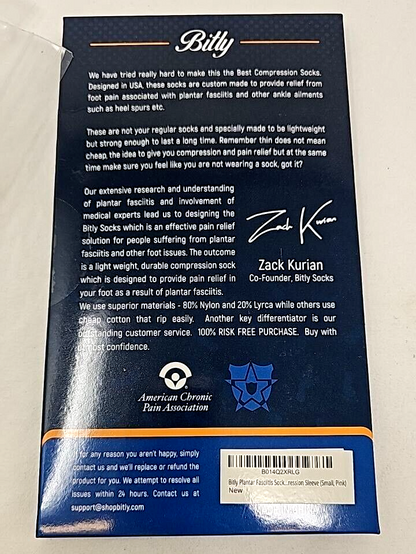 Bitly
We have tried really hard to make this the Best Compression Socks.
Designed in USA, these socks are custom made to provide relief from
foot pain associated with plantar fasciitis and other ankle ailments
such as heel spurs etc.
These are not your regular socks and specially made to be lightweight
but strong enough to last a long time. Remember thin does not mean
cheap, the idea to give you compression and pain relief but at the same
time make sure you feel like you are not wearing a sock, got it?
Our extensive research and understanding
of plantar fasciitis and involvement of
medical experts lead us to designing the
Bitly Socks which is an effective pain relief
solution for people suffering from plantar
fasciitis and other foot issues. The outcome
is a light weight, durable compression sock
which is designed to provide pain relief in
your foot as a result of plantar fasciitis.
We use superior materials - 80% Nylon and 20% Lyrca while others use
cheap cotton that rip easily. Another key differentiator is our
outstanding customer service. 100% RISK FREE PURCHASE. Buy with
utmost confidence.
Zack Kurian
Zack Kurian
Co-Founder, Bitly Socks
American Chronic
Pain Association
If for any reason you aren't happy, simply
contact us and we'll replace or refund the
product for you. We attempt to resolve all
issues within 24 hours. Contact us at
support@shopbitly.com
B014Q2XRLG
Bitly Plantar Fasciitis Sock...ression Sleeve (Small, Pink)
New